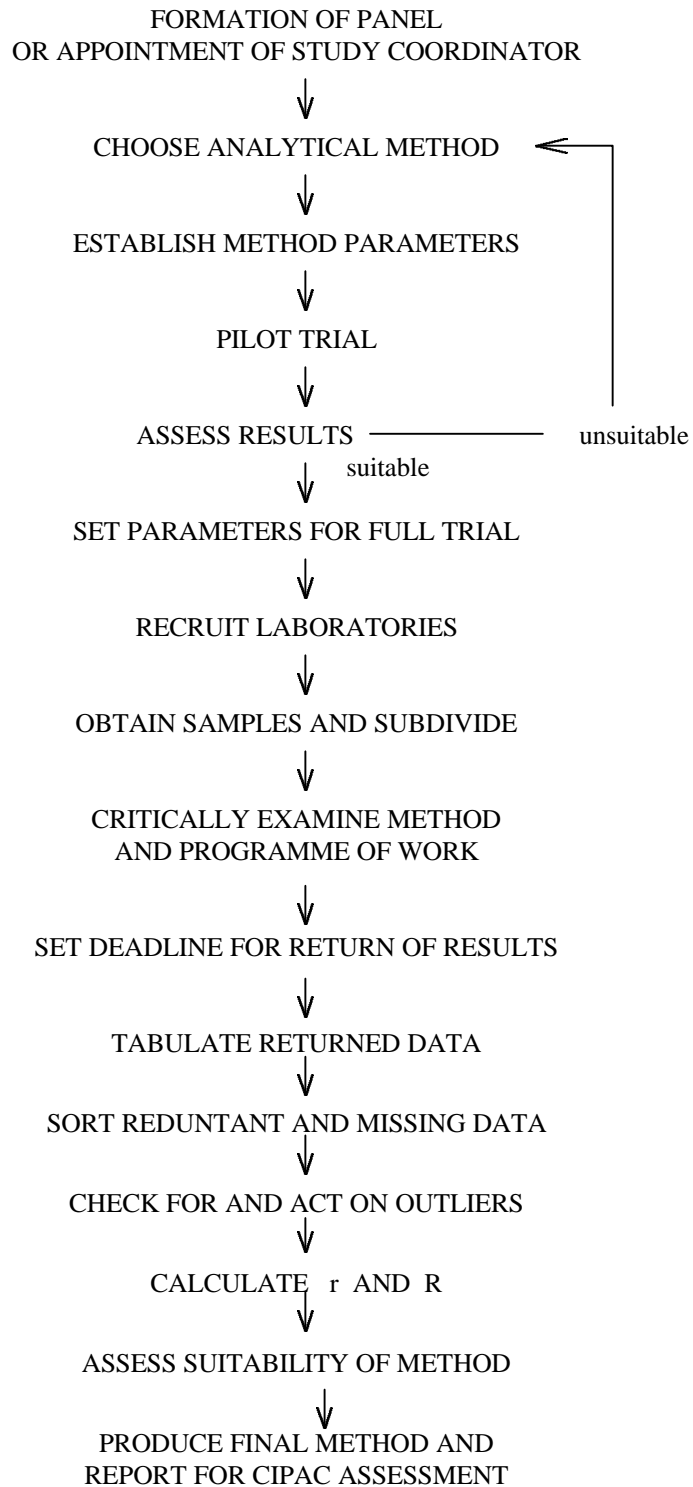 FORMATION OF PANEL
OR APPOINTMENT OF STUDY COORDINATOR
CHOOSE ANALYTICAL METHOD
ESTABLISH METHOD PARAMETERS
PILOT TRIAL
ASSESS RESULTS unsuitable
suitable
SET PARAMETERS FOR FULL TRIAL
RECRUIT LABORATORIES
OBTAIN SAMPLES AND SUBDIVIDE
CRITICALLY EXAMINE METHOD
AND PROGRAMME OF WORK
SET DEADLINE FOR RETURN OF RESULTS
TABULATE RETURNED DATA
SORT REDUNTANT AND MISSING DATA
CHECK FOR AND ACT ON OUTLIERS
CALCULATE r AND R
ASSESS SUITABILITY OF METHOD
PRODUCE FINAL METHOD AND
REPORT FOR CIPAC ASSESSMENT